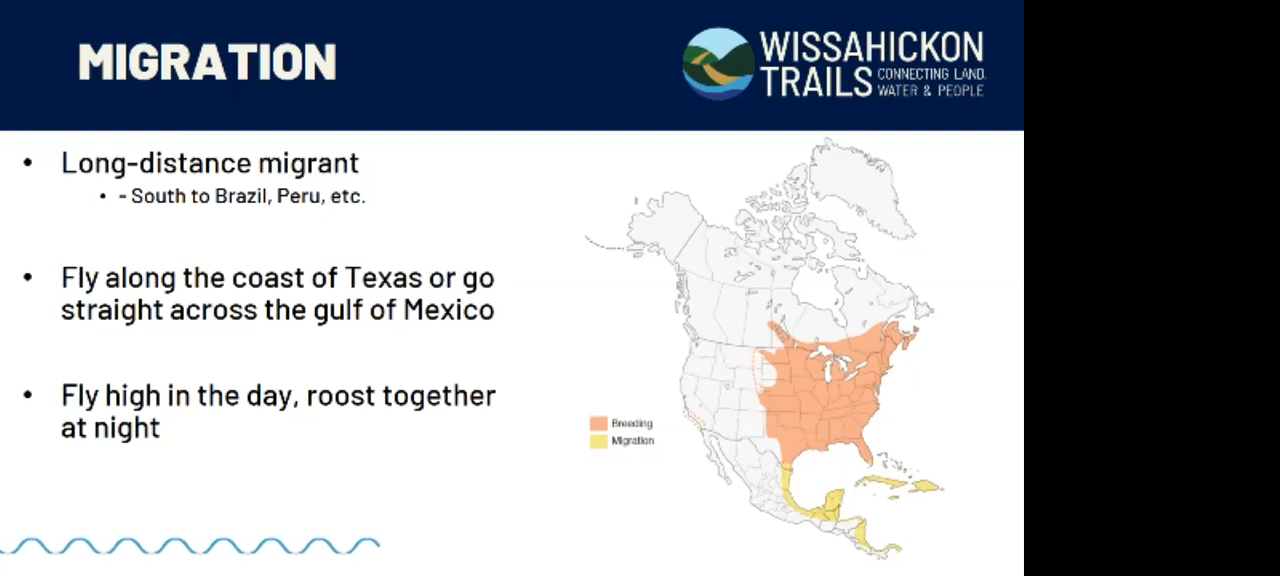 MIGRATION
WISSAHICKON
TRAILS CONNECTING LAND,
WATER & PEOPLE
• Long-distance migrant
• - South to Brazil, Peru, etc.
• Fly along the coast of Texas or go
straight across the gulf of Mexico
• Fly high in the day, roost together
at night
Breeding
Migration